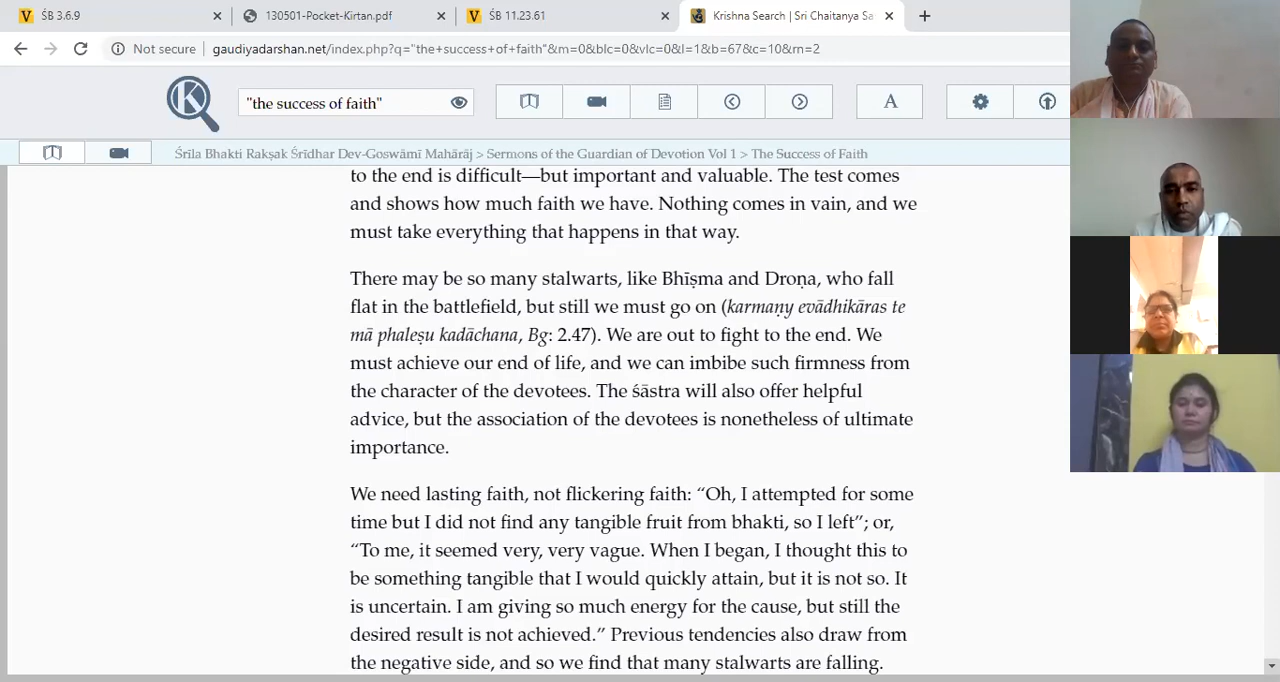 ŚB 3.6.9
130501-Pocket-Kirtan.pdf
ŚB 11.23.61
Krishna Search | Sri Chaitanya Sa
Not secure
gaudiyadarshan.net/index.php?q="the+success+of+faith"&m=0&blc=0&vlc=0&l=1&b=67&c=10&rn=2
K
"the success of faith"
A
Śrīla Bhakti Rakṣak Śrīdhar Dev-Goswāmī Mahārāj > Sermons of the Guardian of Devotion Vol 1 > The Success of Faith
to the end is difficult—but important and valuable. The test comes
and shows how much faith we have. Nothing comes in vain, and we
must take everything that happens in that way.
There may be so many stalwarts, like Bhīṣma and Droṇa, who fall
flat in the battlefield, but still we must go on (karmaṇy evādhikāras te
mā phaleṣu kadāchana, Bg: 2.47). We are out to fight to the end. We
must achieve our end of life, and we can imbibe such firmness from
the character of the devotees. The śāstra will also offer helpful
advice, but the association of the devotees is nonetheless of ultimate
importance.
We need lasting faith, not flickering faith: “Oh, I attempted for some
time but I did not find any tangible fruit from bhakti, so I left”; or,
“To me, it seemed very, very vague. When I began, I thought this to
be something tangible that I would quickly attain, but it is not so. It
is uncertain. I am giving so much energy for the cause, but still the
desired result is not achieved.” Previous tendencies also draw from
the negative side, and so we find that many stalwarts are falling.